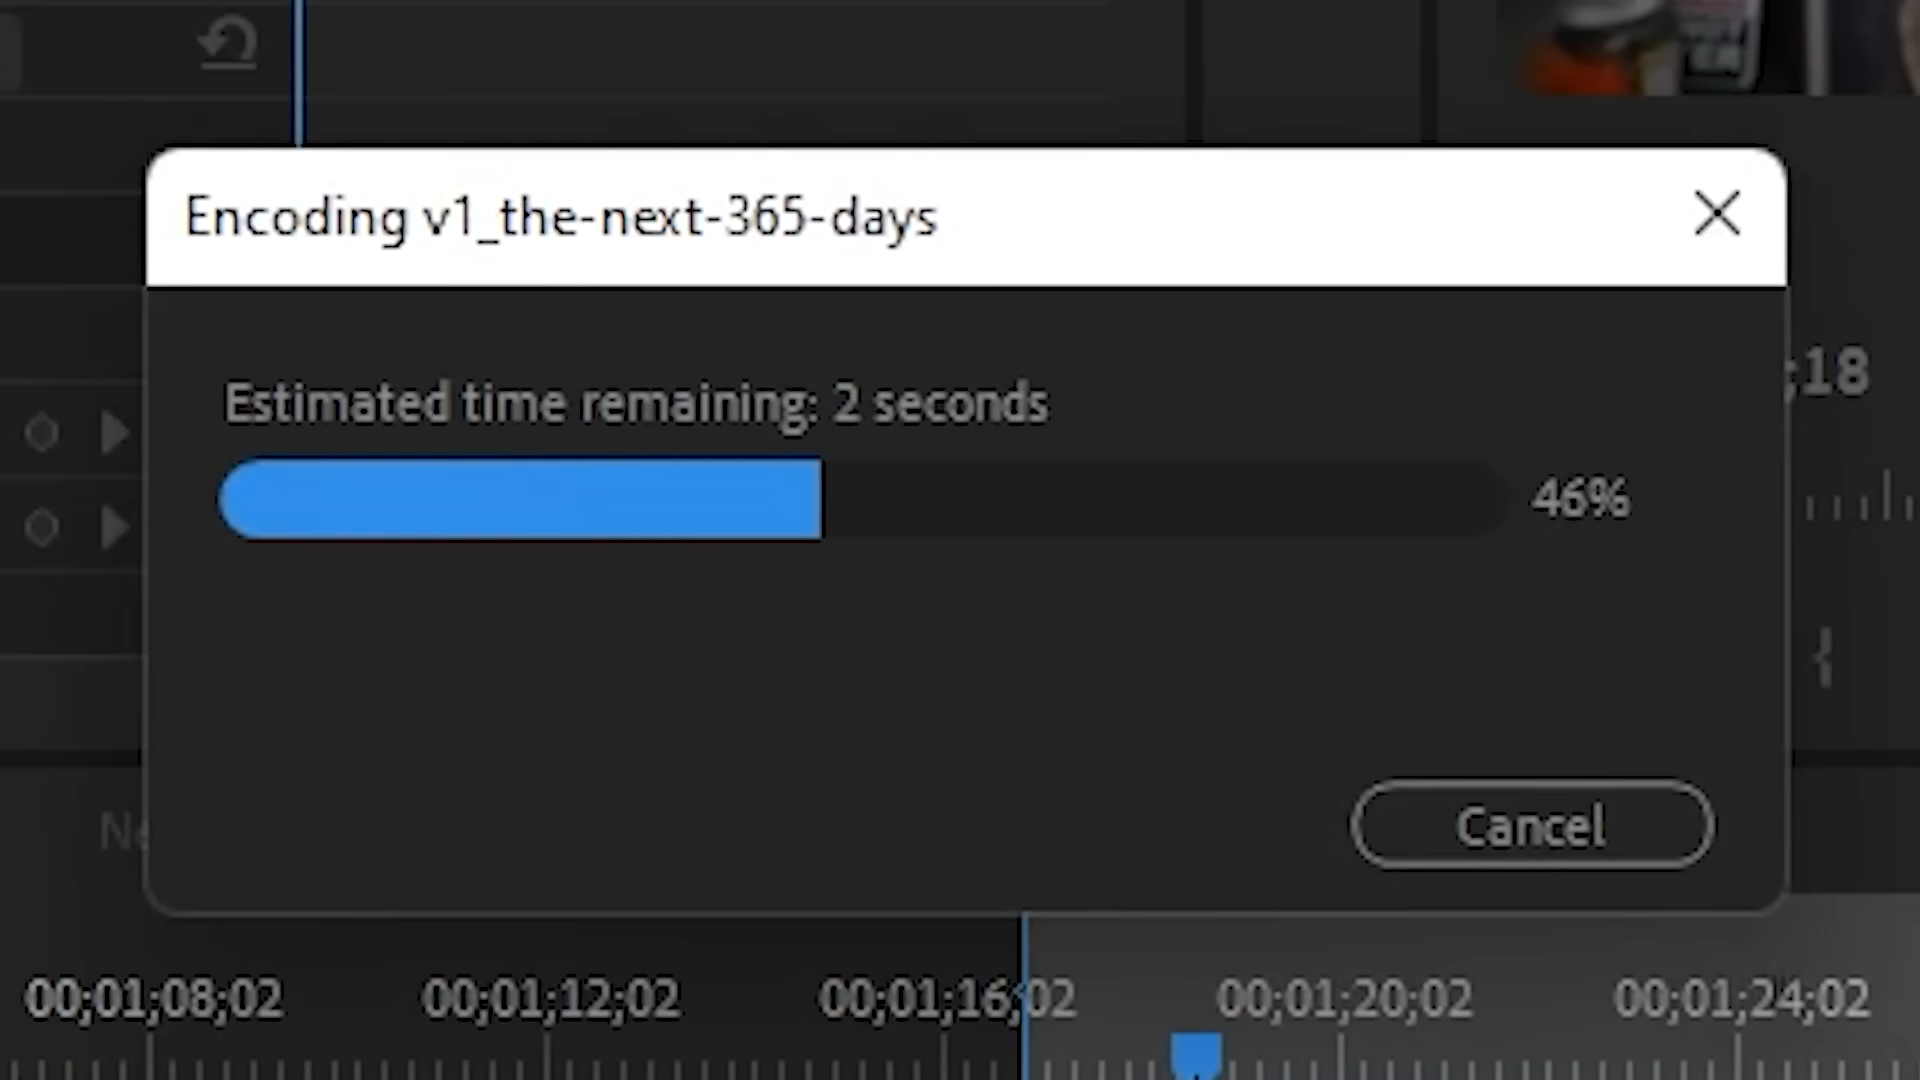 Encoding v1_the-next-365-days
Estimated time remaining: 2 seconds
46%
;18
Cancel
00;01;08;02
00;01;12;02
00;01;16;02
00;01;20;02
00;01;24;02